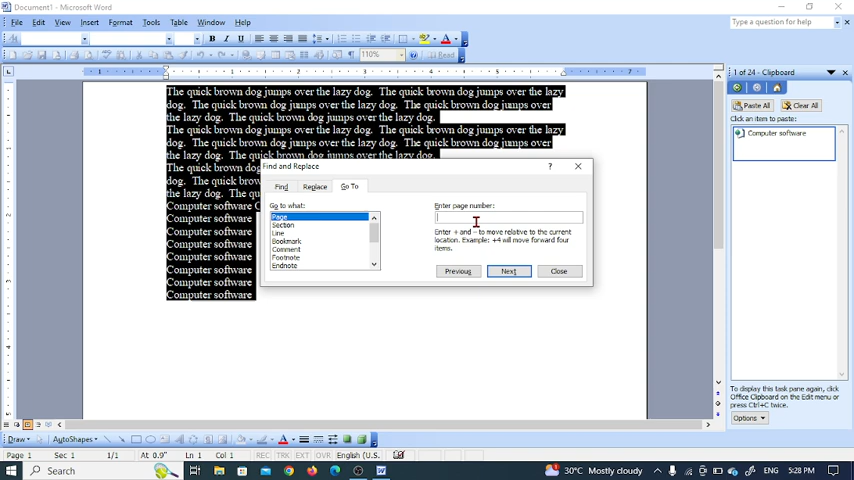 Document1 - Microsoft Word
File Edit View Insert Format Tools Table Window Help
Type a question for help
B I U
110%
Read
1 of 24 - Clipboard
Paste All Clear All
Click an item to paste:
Computer software
The quick brown dog jumps over the lazy dog. The quick brown dog jumps over the lazy
dog. The quick brown dog jumps over the lazy dog. The quick brown dog jumps over
the lazy dog. The quick brown dog jumps over the lazy dog.
The quick brown dog jumps over the lazy dog. The quick brown dog jumps over the lazy
dog. The quick brown dog jumps over the lazy dog. The quick brown dog jumps over
the lazy dog. The quick brown dog jumps over the lazy dog.
The quick brown dog
dog. The quick brown
the lazy dog. The qu
Computer software C
Computer software
Computer software
Computer software
Computer software
Computer software
Computer software
Computer software
Find and Replace
Find Replace Go To
Go to what:
Page
Section
Line
Bookmark
Comment
Footnote
Endnote
Enter page number:
Enter + and – to move relative to the current
location. Example: +4 will move forward four
items.
Previous Next Close
To display this task pane again, click
Office Clipboard on the Edit menu or
press Ctrl+C twice.
Options
Draw AutoShapes
Page 1 Sec 1 1/1 At 0.9" Ln 1 Col 1 REC TRK EXT OVR English (U.S.
Search
30°C Mostly cloudy ENG 5:28 PM